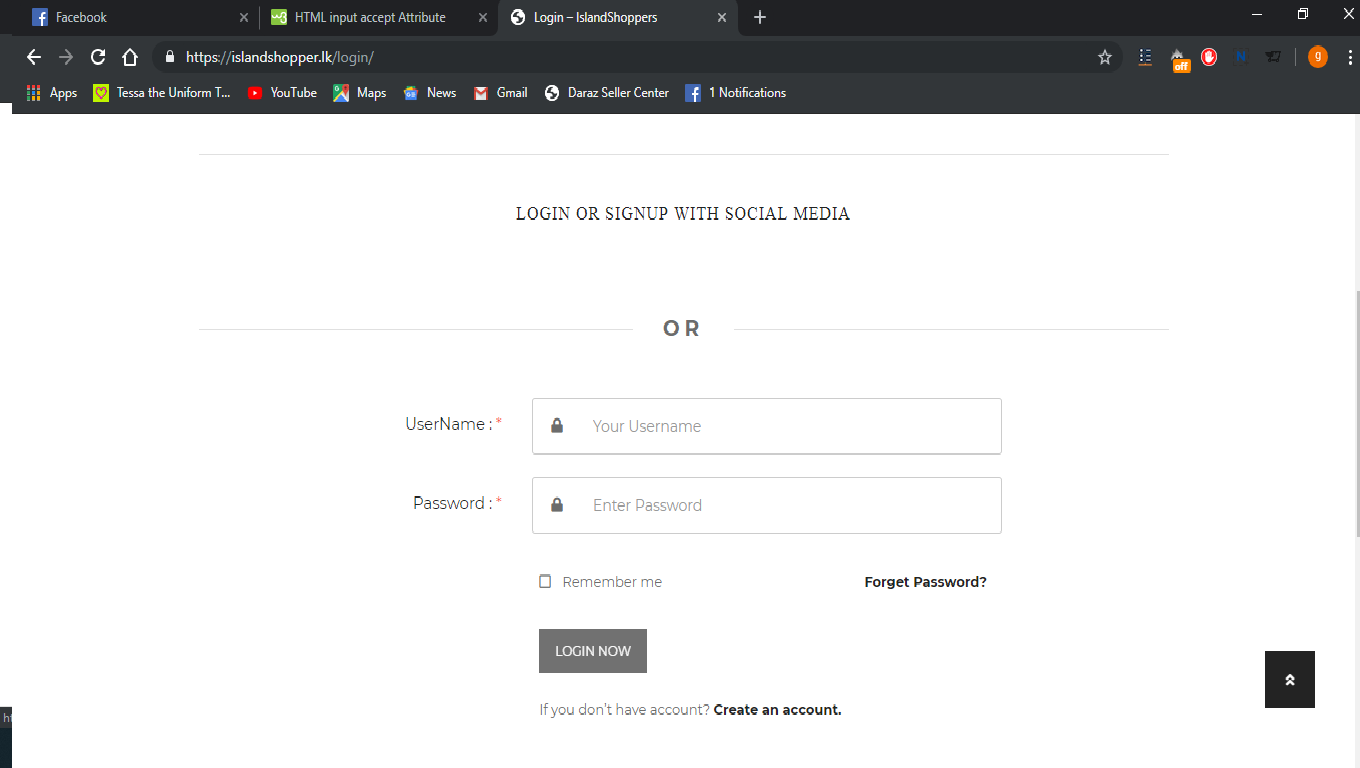 Facebook
HTML input accept Attribute
Login – IslandShoppers
https://islandshopper.lk/login/
off
g
Apps
Tessa the Uniform T...
YouTube
Maps
News
Gmail
Daraz Seller Center
1 Notifications
LOGIN OR SIGNUP WITH SOCIAL MEDIA
OR
UserName : *
Your Username
Password : *
Enter Password
Remember me
Forget Password?
LOGIN NOW
If you don't have account? Create an account.